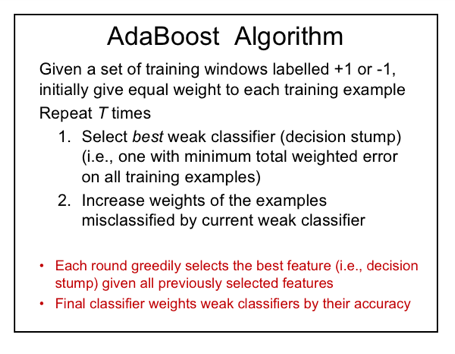 AdaBoost Algorithm
Given a set of training windows labelled +1 or -1,
initially give equal weight to each training example
Repeat T times
1. Select best weak classifier (decision stump)
(i.e., one with minimum total weighted error
on all training examples)
2. Increase weights of the examples
misclassified by current weak classifier
• Each round greedily selects the best feature (i.e., decision
stump) given all previously selected features
• Final classifier weights weak classifiers by their accuracy